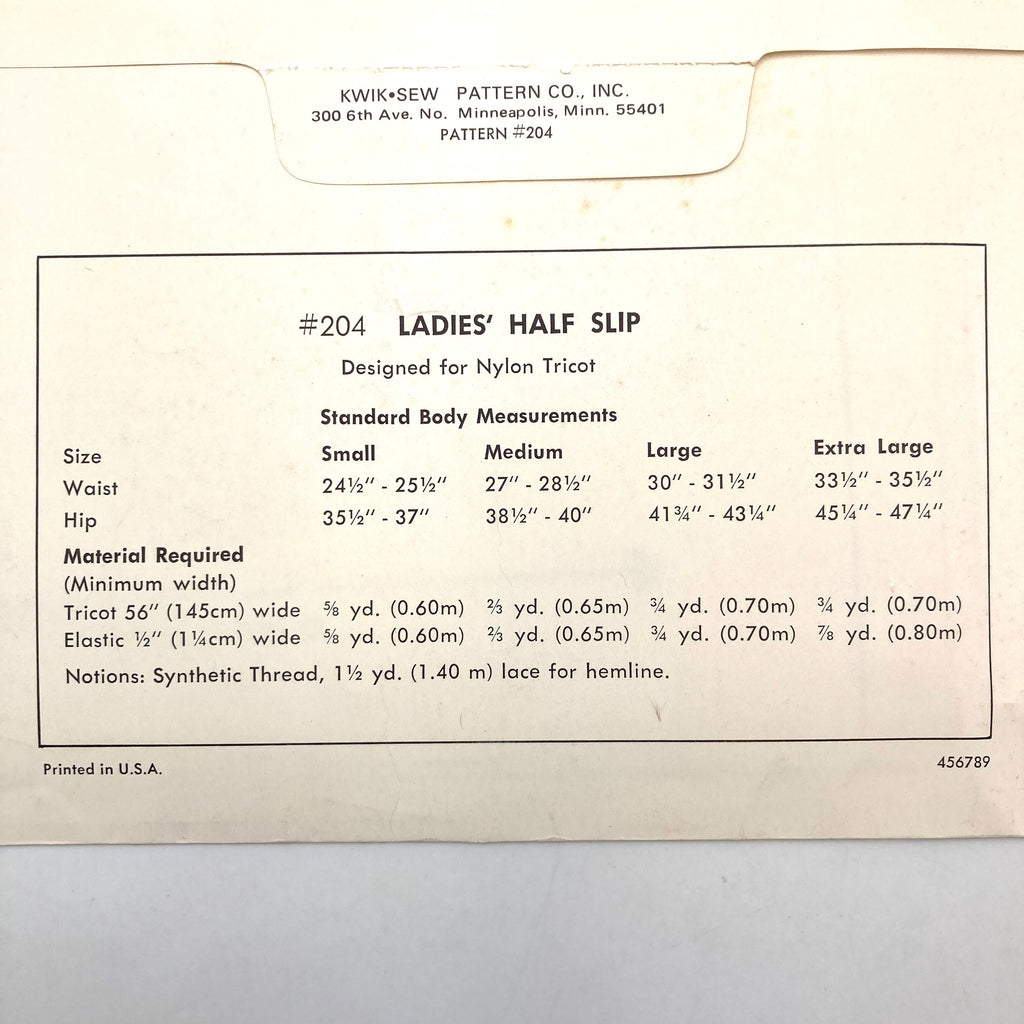 KWIK•SEW PATTERN CO., INC.
300 6th Ave. No. Minneapolis, Minn. 55401
PATTERN #204
#204 LADIES' HALF SLIP
Designed for Nylon Tricot
Standard Body Measurements
Size Small Medium Large Extra Large
Waist 24½" - 25½" 27" - 28½" 30" - 31½" 33½" - 35½"
Hip 35½" - 37" 38½" - 40" 41¾" - 43¼" 45¼" - 47¼"
Material Required
(Minimum width)
Tricot 56" (145cm) wide ⅝ yd. (0.60m) ⅔ yd. (0.65m) ¾ yd. (0.70m) ¾ yd. (0.70m)
Elastic ½" (1¼cm) wide ⅝ yd. (0.60m) ⅔ yd. (0.65m) ¾ yd. (0.70m) ⅞ yd. (0.80m)
Notions: Synthetic Thread, 1½ yd. (1.40 m) lace for hemline.
Printed in U.S.A. 456789